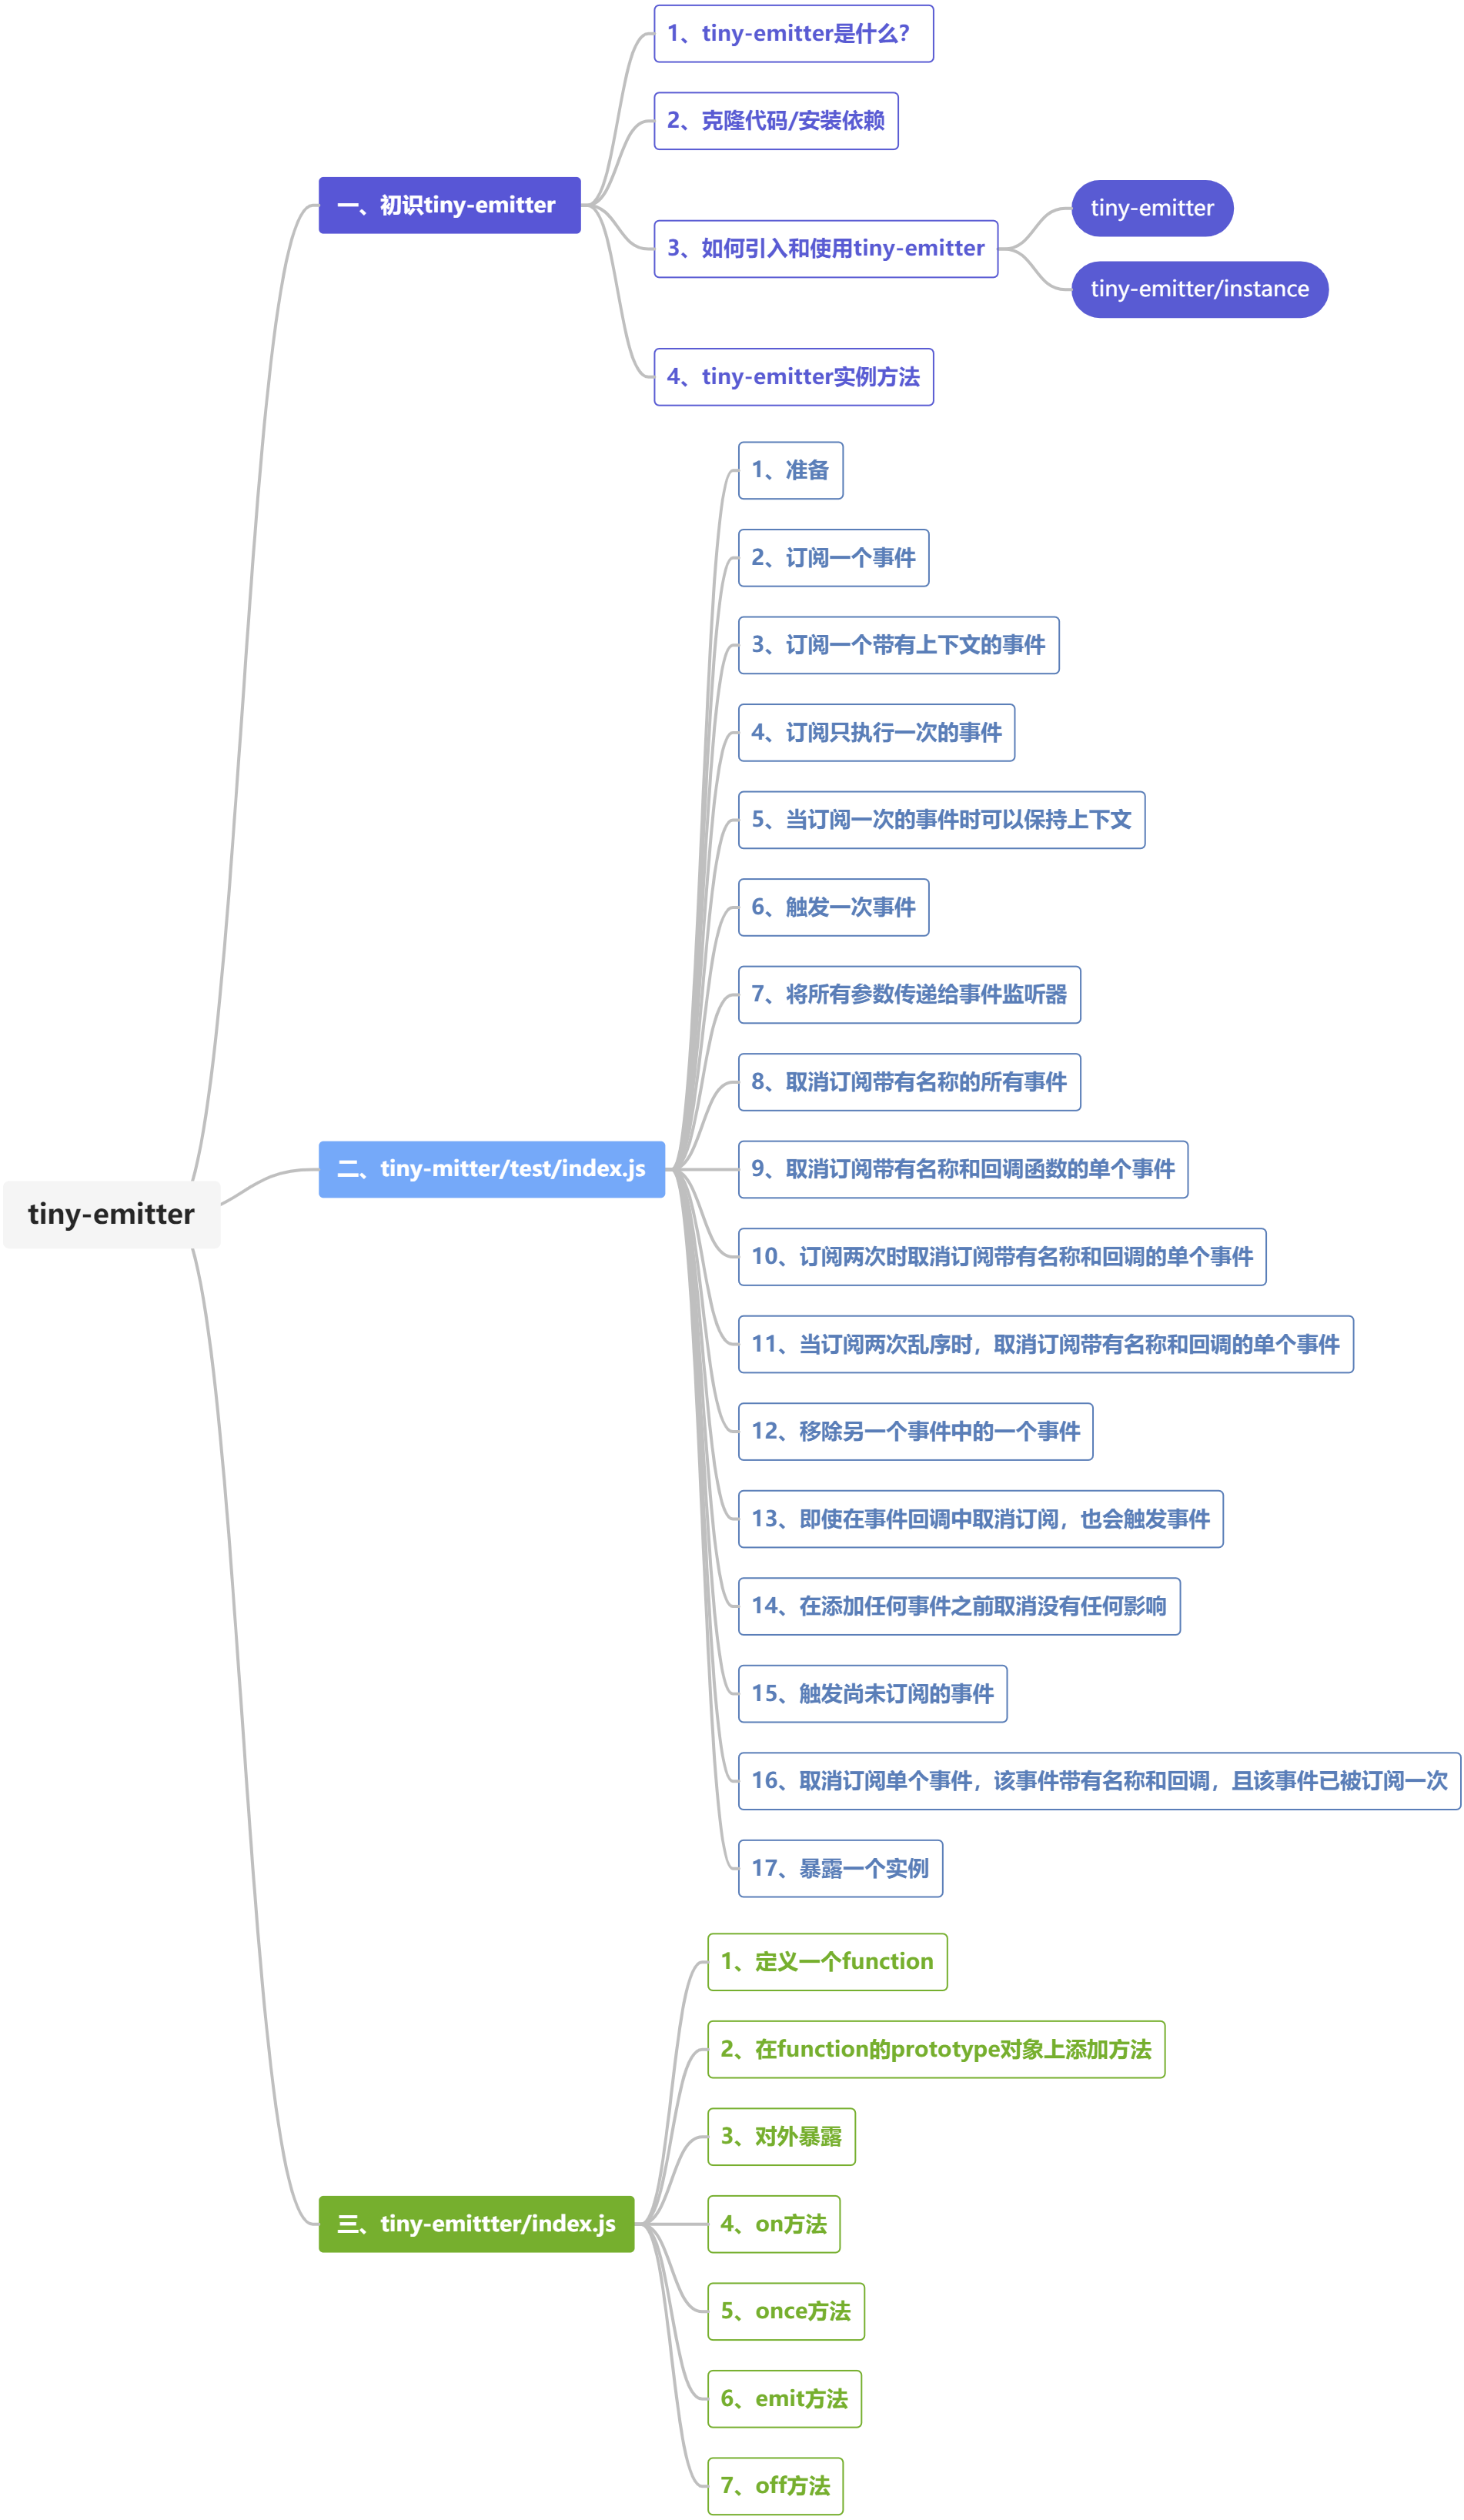 tiny-emitter
一、初识tiny-emitter
1、tiny-emitter是什么？
2、克隆代码/安装依赖
3、如何引入和使用tiny-emitter
tiny-emitter
tiny-emitter/instance
4、tiny-emitter实例方法
二、tiny-mitter/test/index.js
1、准备
2、订阅一个事件
3、订阅一个带有上下文的事件
4、订阅只执行一次的事件
5、当订阅一次的事件时可以保持上下文
6、触发一次事件
7、将所有参数传递给事件监听器
8、取消订阅带有名称的所有事件
9、取消订阅带有名称和回调函数的单个事件
10、订阅两次时取消订阅带有名称和回调的单个事件
11、当订阅两次乱序时，取消订阅带有名称和回调的单个事件
12、移除另一个事件中的一个事件
13、即使在事件回调中取消订阅，也会触发事件
14、在添加任何事件之前取消没有任何影响
15、触发尚未订阅的事件
16、取消订阅单个事件，该事件带有名称和回调，且该事件已被订阅一次
17、暴露一个实例
三、tiny-emittter/index.js
1、定义一个function
2、在function的prototype对象上添加方法
3、对外暴露
4、on方法
5、once方法
6、emit方法
7、off方法